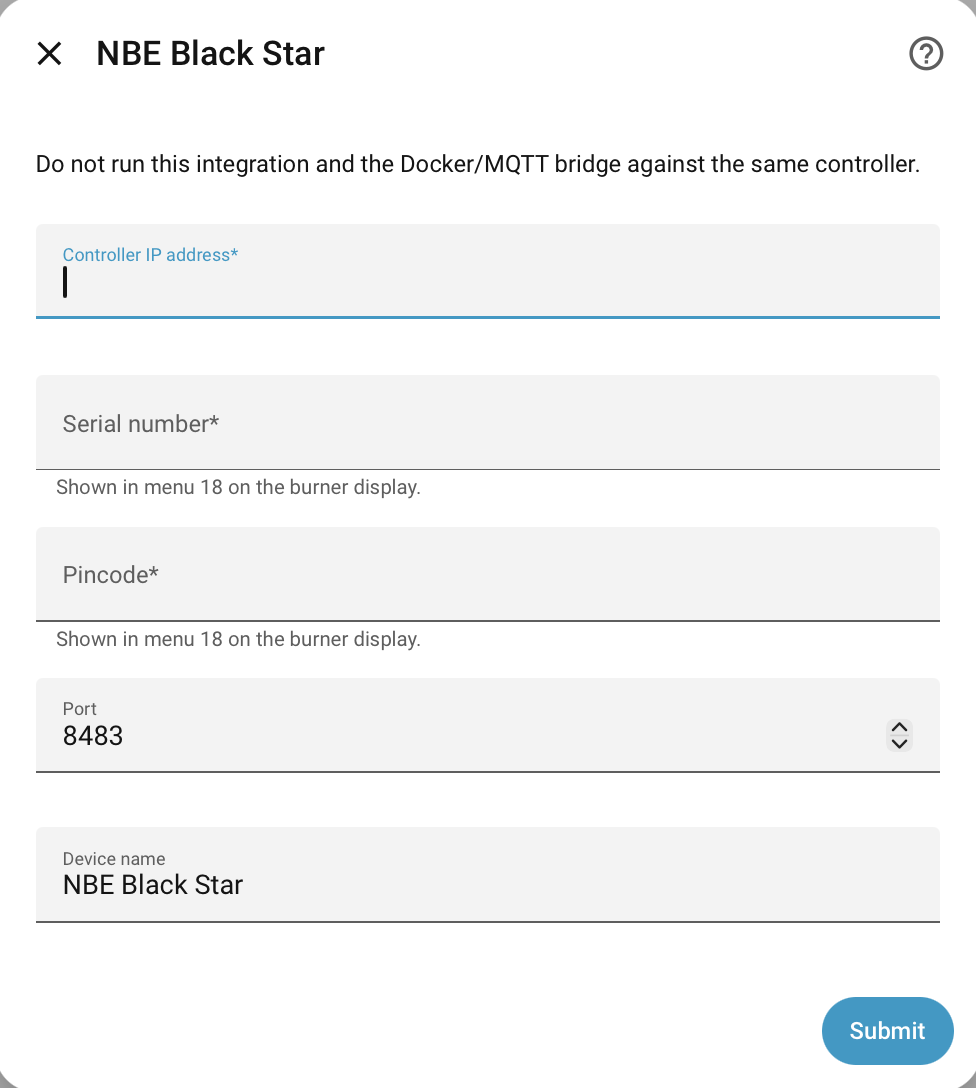 NBE Black Star
Do not run this integration and the Docker/MQTT bridge against the same controller.
Controller IP address*
Serial number*
Shown in menu 18 on the burner display.
Pincode*
Shown in menu 18 on the burner display.
Port
8483
Device name
NBE Black Star
Submit